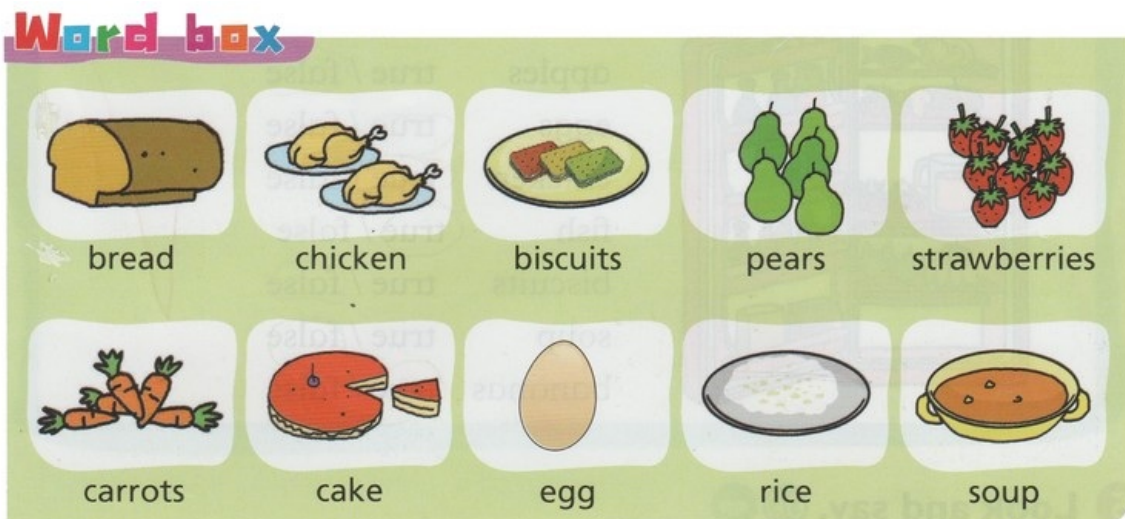 Word box
bread chicken biscuits pears strawberries
carrots cake egg rice soup